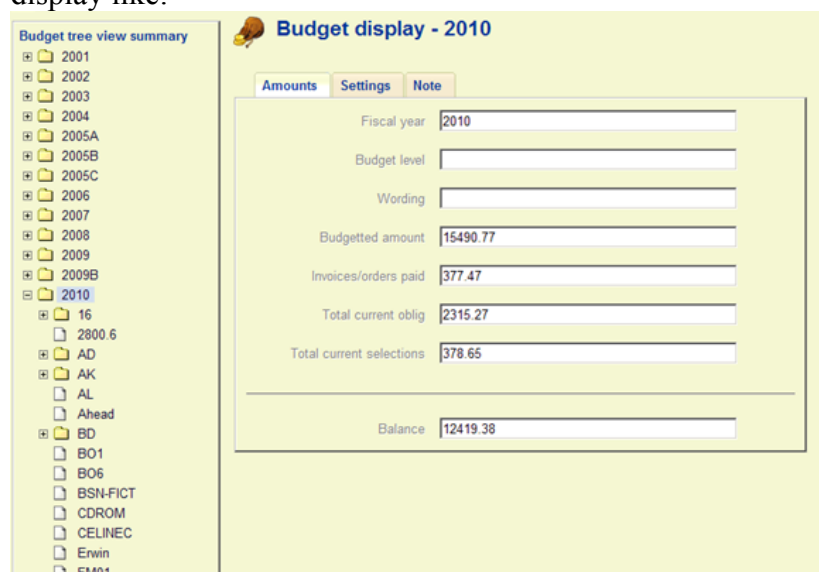 display like:
Budget tree view summary
2001
2002
2003
2004
2005A
2005B
2005C
2006
2007
2008
2009
2009B
2010
16
2800.6
AD
AK
AL
Ahead
BD
BO1
BO6
BSN-FICT
CDROM
CELINEC
Erwin
Budget display - 2010
Amounts Settings Note
Fiscal year 2010
Budget level
Wording
Budgetted amount 15490.77
Invoices/orders paid 377.47
Total current oblig 2315.27
Total current selections 378.65
Balance 12419.38